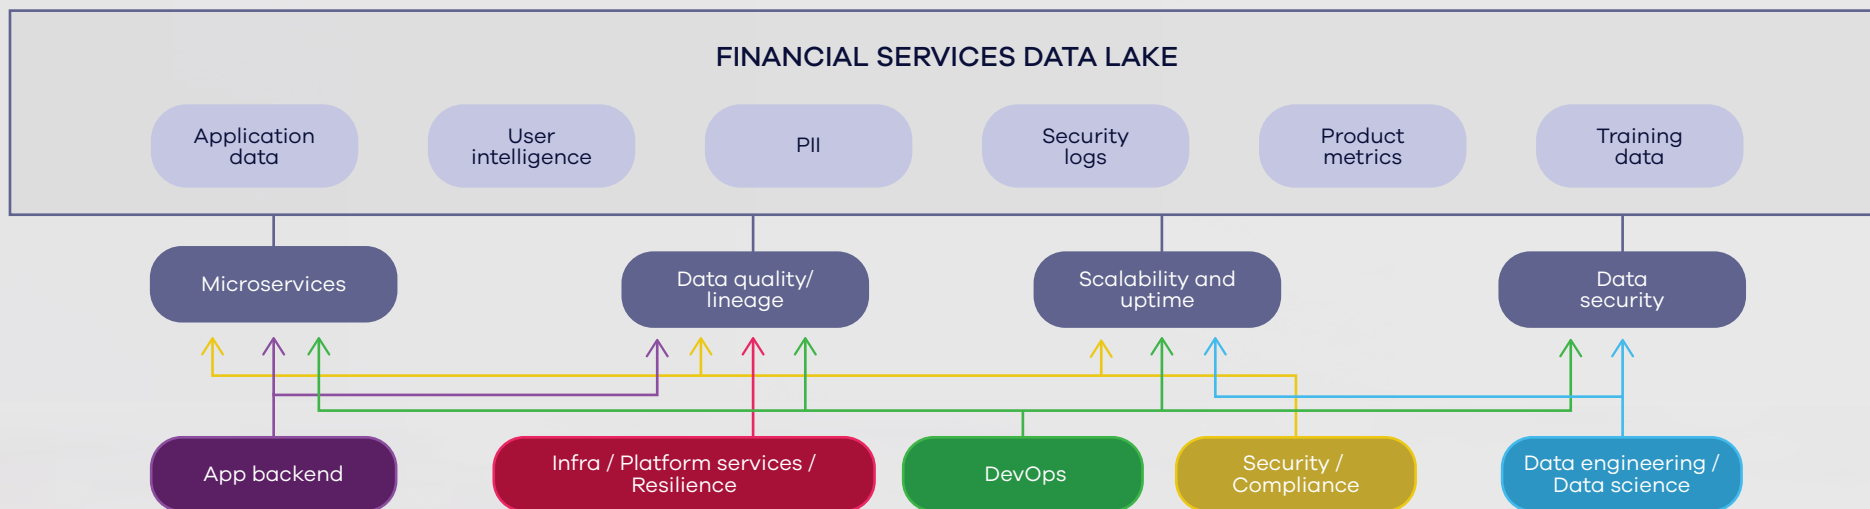 FINANCIAL SERVICES DATA LAKE
Application
data
User
intelligence
PII
Security
logs
Product
metrics
Training
data
Microservices
Data quality/
lineage
Scalability and
uptime
Data
security
App backend
Infra / Platform services /
Resilience
DevOps
Security /
Compliance
Data engineering /
Data science